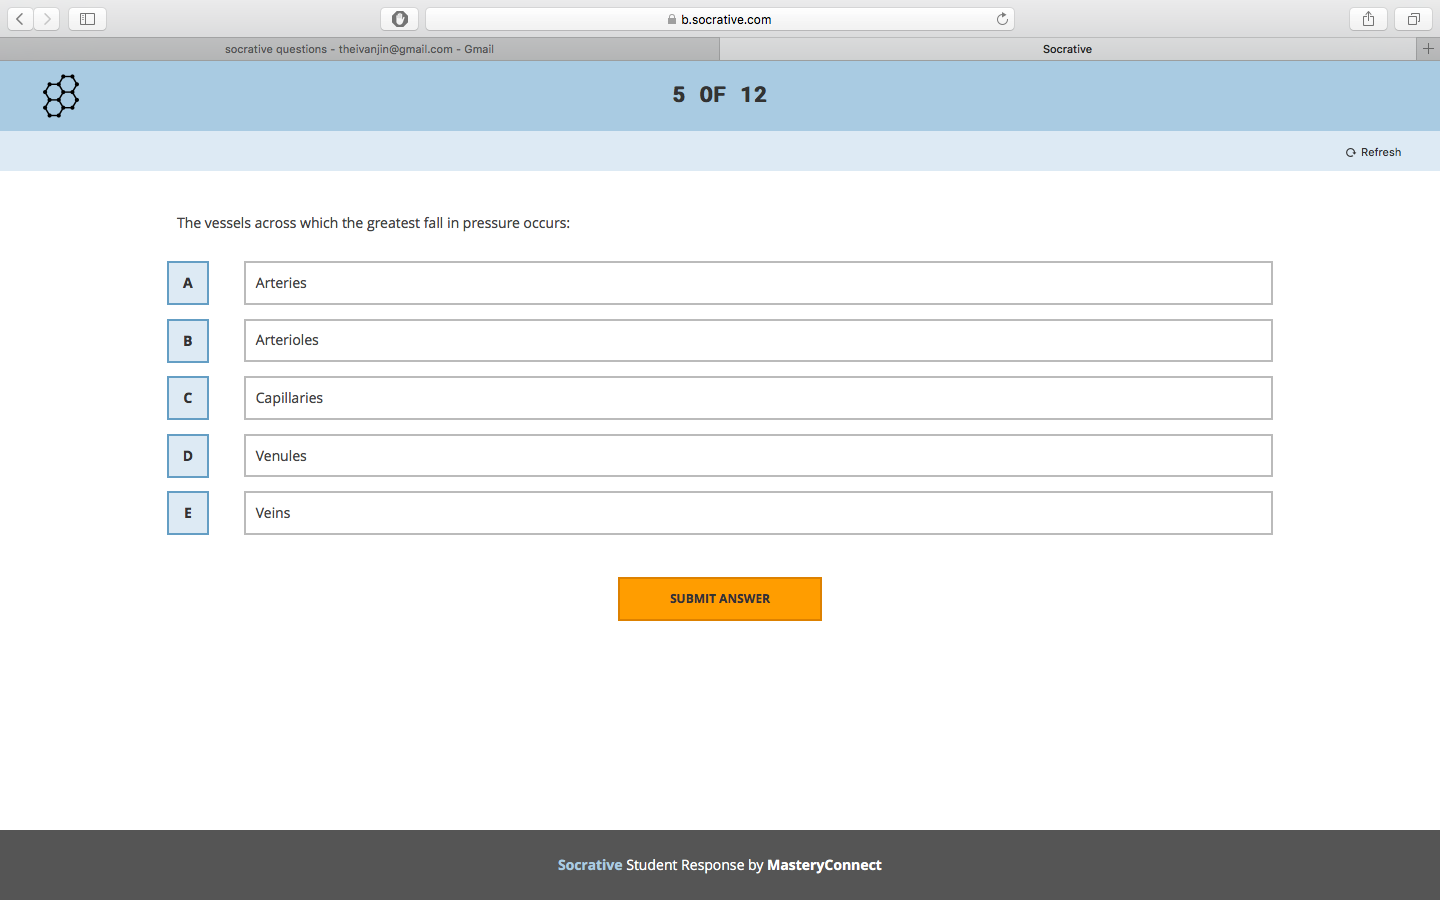 b.socrative.com
socrative questions - theivanjin@gmail.com - Gmail
Socrative
5 OF 12
Refresh
The vessels across which the greatest fall in pressure occurs:
A Arteries
B Arterioles
C Capillaries
D Venules
E Veins
SUBMIT ANSWER
Socrative Student Response by MasteryConnect